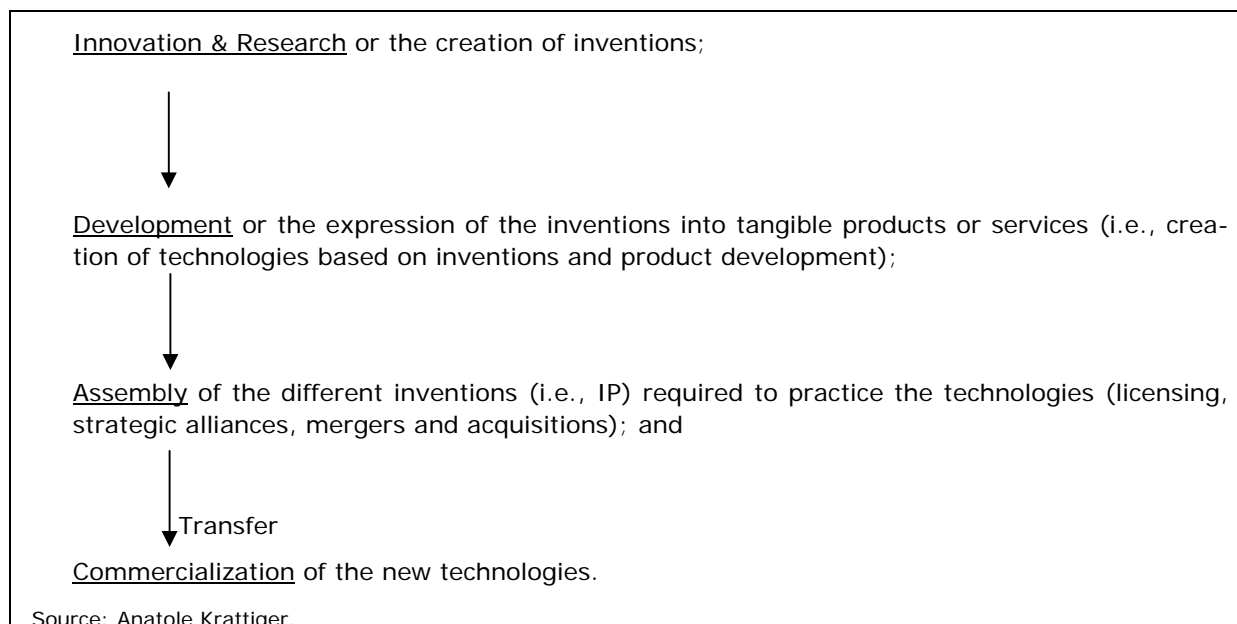 Innovation & Research or the creation of inventions;
Development or the expression of the inventions into tangible products or services (i.e., crea-
tion of technologies based on inventions and product development);
Assembly of the different inventions (i.e., IP) required to practice the technologies (licensing,
strategic alliances, mergers and acquisitions); and
Transfer
Commercialization of the new technologies.
Source: Anatole Krattiger.